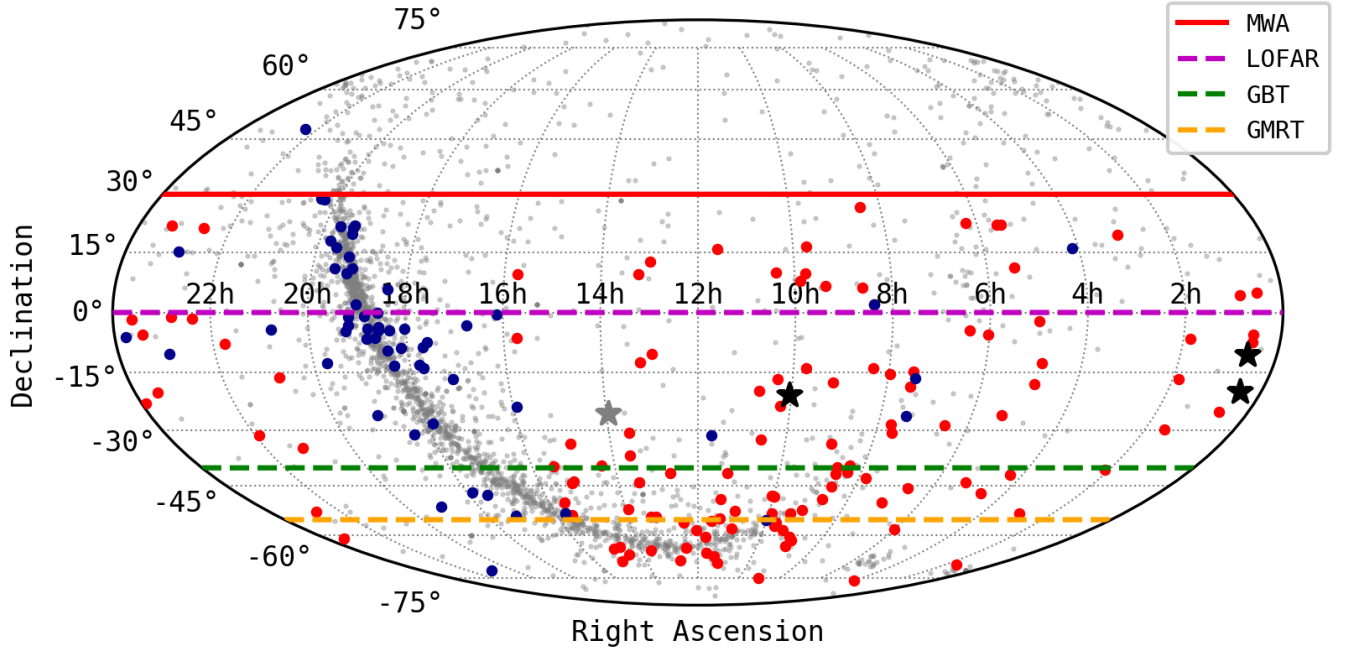 75°
60°
45°
30°
15°
0°
-15°
-30°
-45°
-60°
-75°
22h 20h 18h 16h 14h 12h 10h 8h 6h 4h 2h
Declination
Right Ascension
MWA
LOFAR
GBT
GMRT